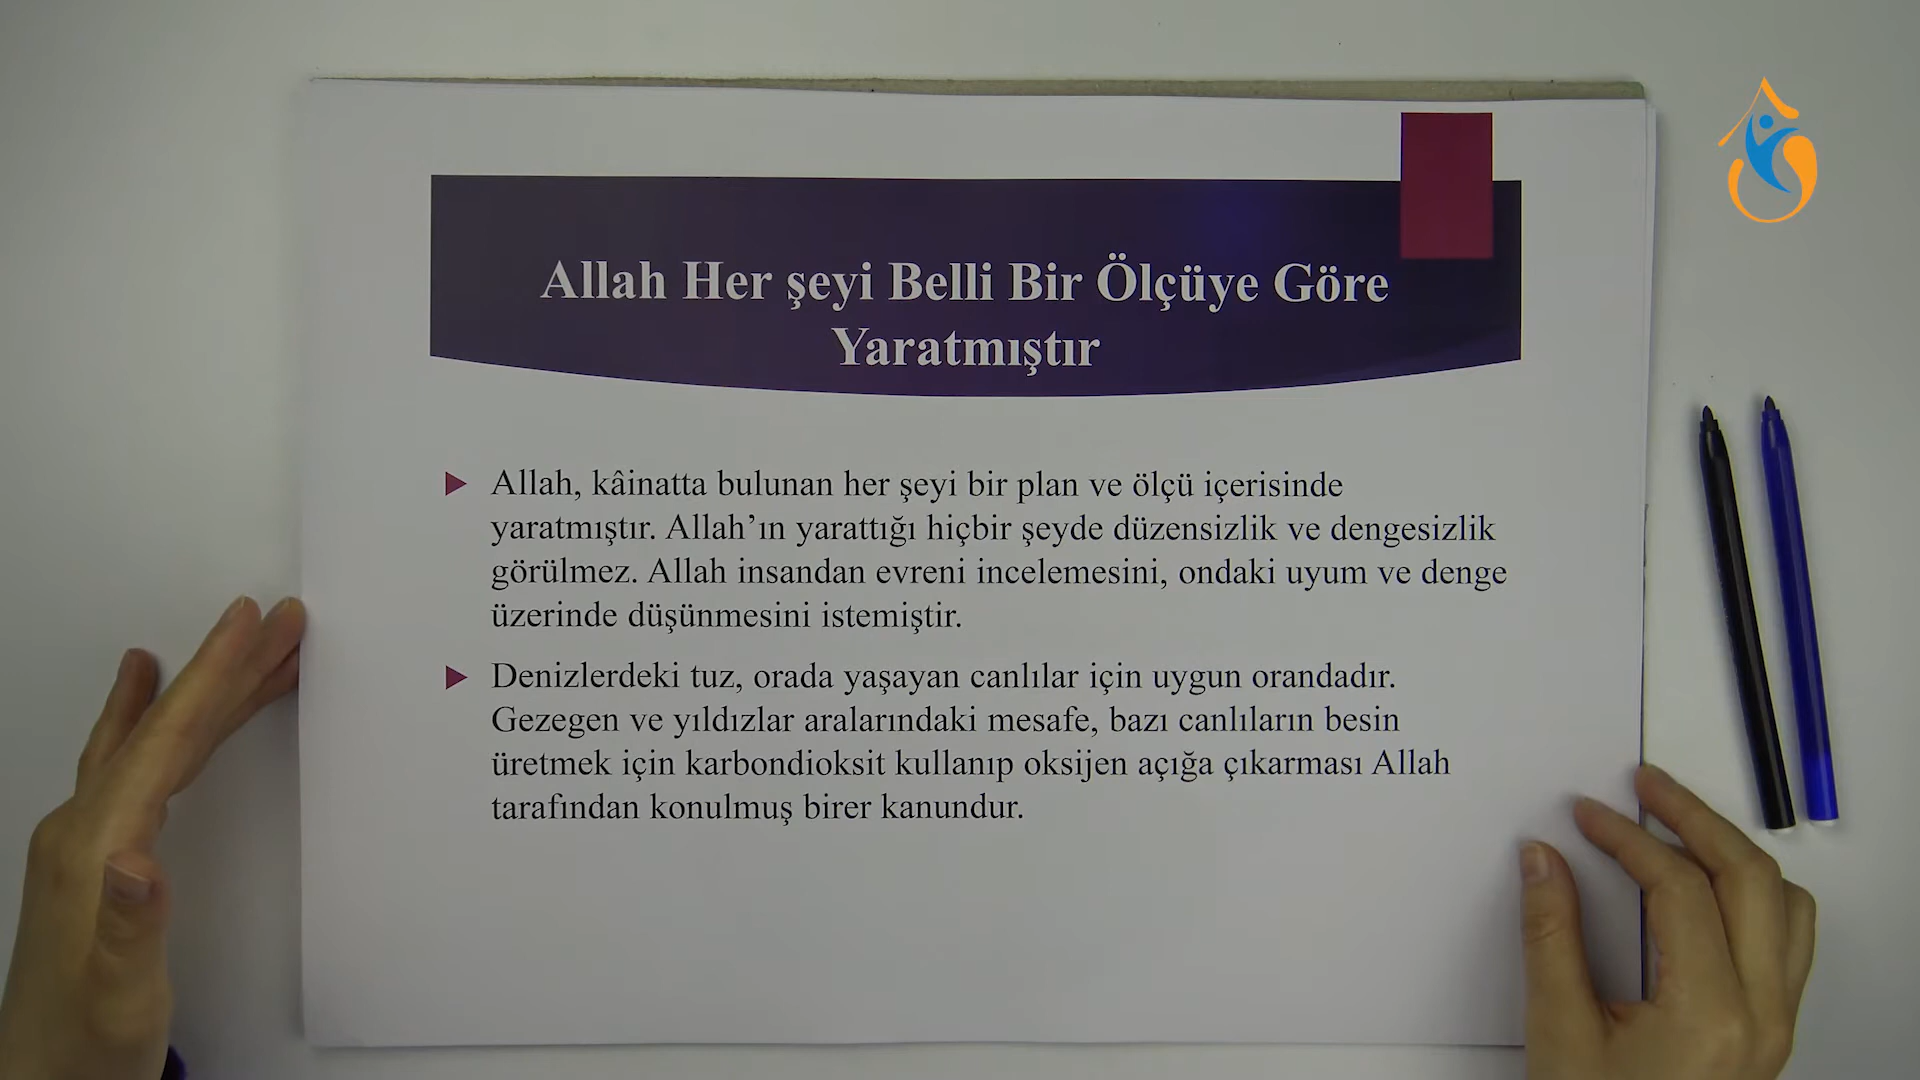 Allah Her şeyi Belli Bir Ölçüye Göre
Yaratmıştır
Allah, kâinatta bulunan her şeyi bir plan ve ölçü içerisinde
yaratmıştır. Allah’ın yarattığı hiçbir şeyde düzensizlik ve dengesizlik
görülmez. Allah insandan evreni incelemesini, ondaki uyum ve denge
üzerinde düşünmesini istemiştir.
Denizlerdeki tuz, orada yaşayan canlılar için uygun orandadır.
Gezegen ve yıldızlar aralarındaki mesafe, bazı canlıların besin
üretmek için karbondioksit kullanıp oksijen açığa çıkarması Allah
tarafından konulmuş birer kanundur.